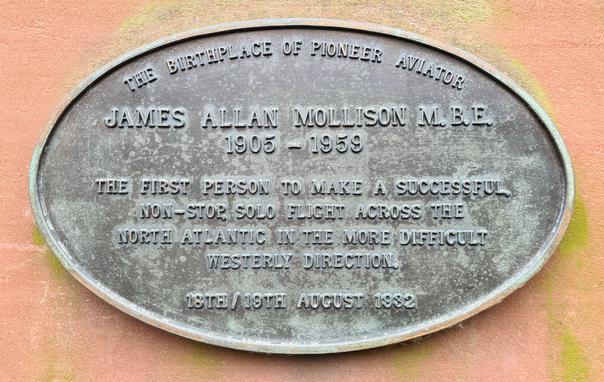 THE BIRTHPLACE OF PIONEER AVIATOR
JAMES ALLAN MOLLISON M.B.E.
1905 - 1959
THE FIRST PERSON TO MAKE A SUCCESSFUL,
NON-STOP, SOLO FLIGHT ACROSS THE
NORTH ATLANTIC IN THE MORE DIFFICULT
WESTERLY DIRECTION.
18TH/19TH AUGUST 1932